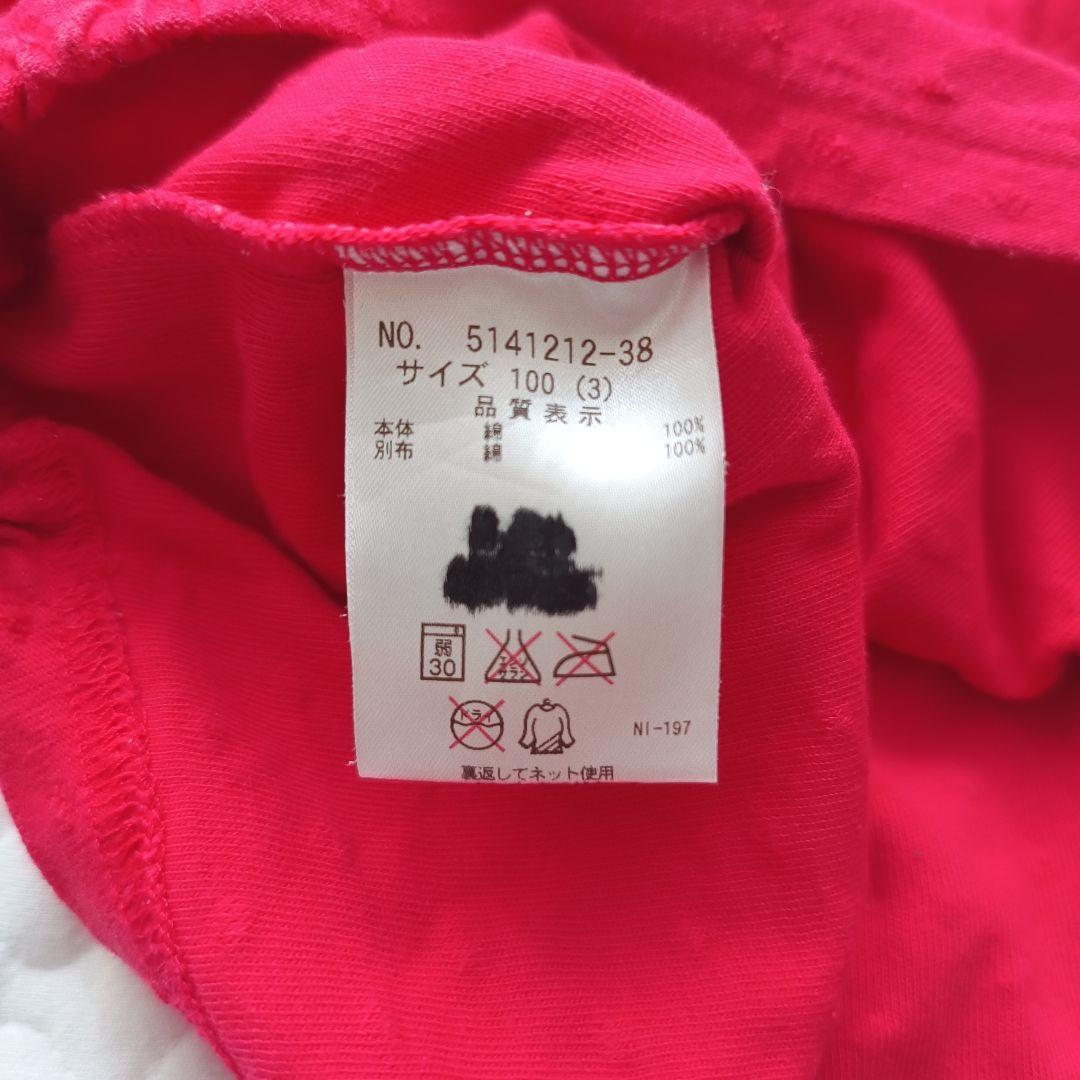 NO. 5141212-38
サイズ 100 (3)
品質表示
本体 綿 100%
別布 綿 100%
弱
30
エンソ
サラシ
ドライ
NI-197
裏返してネット使用